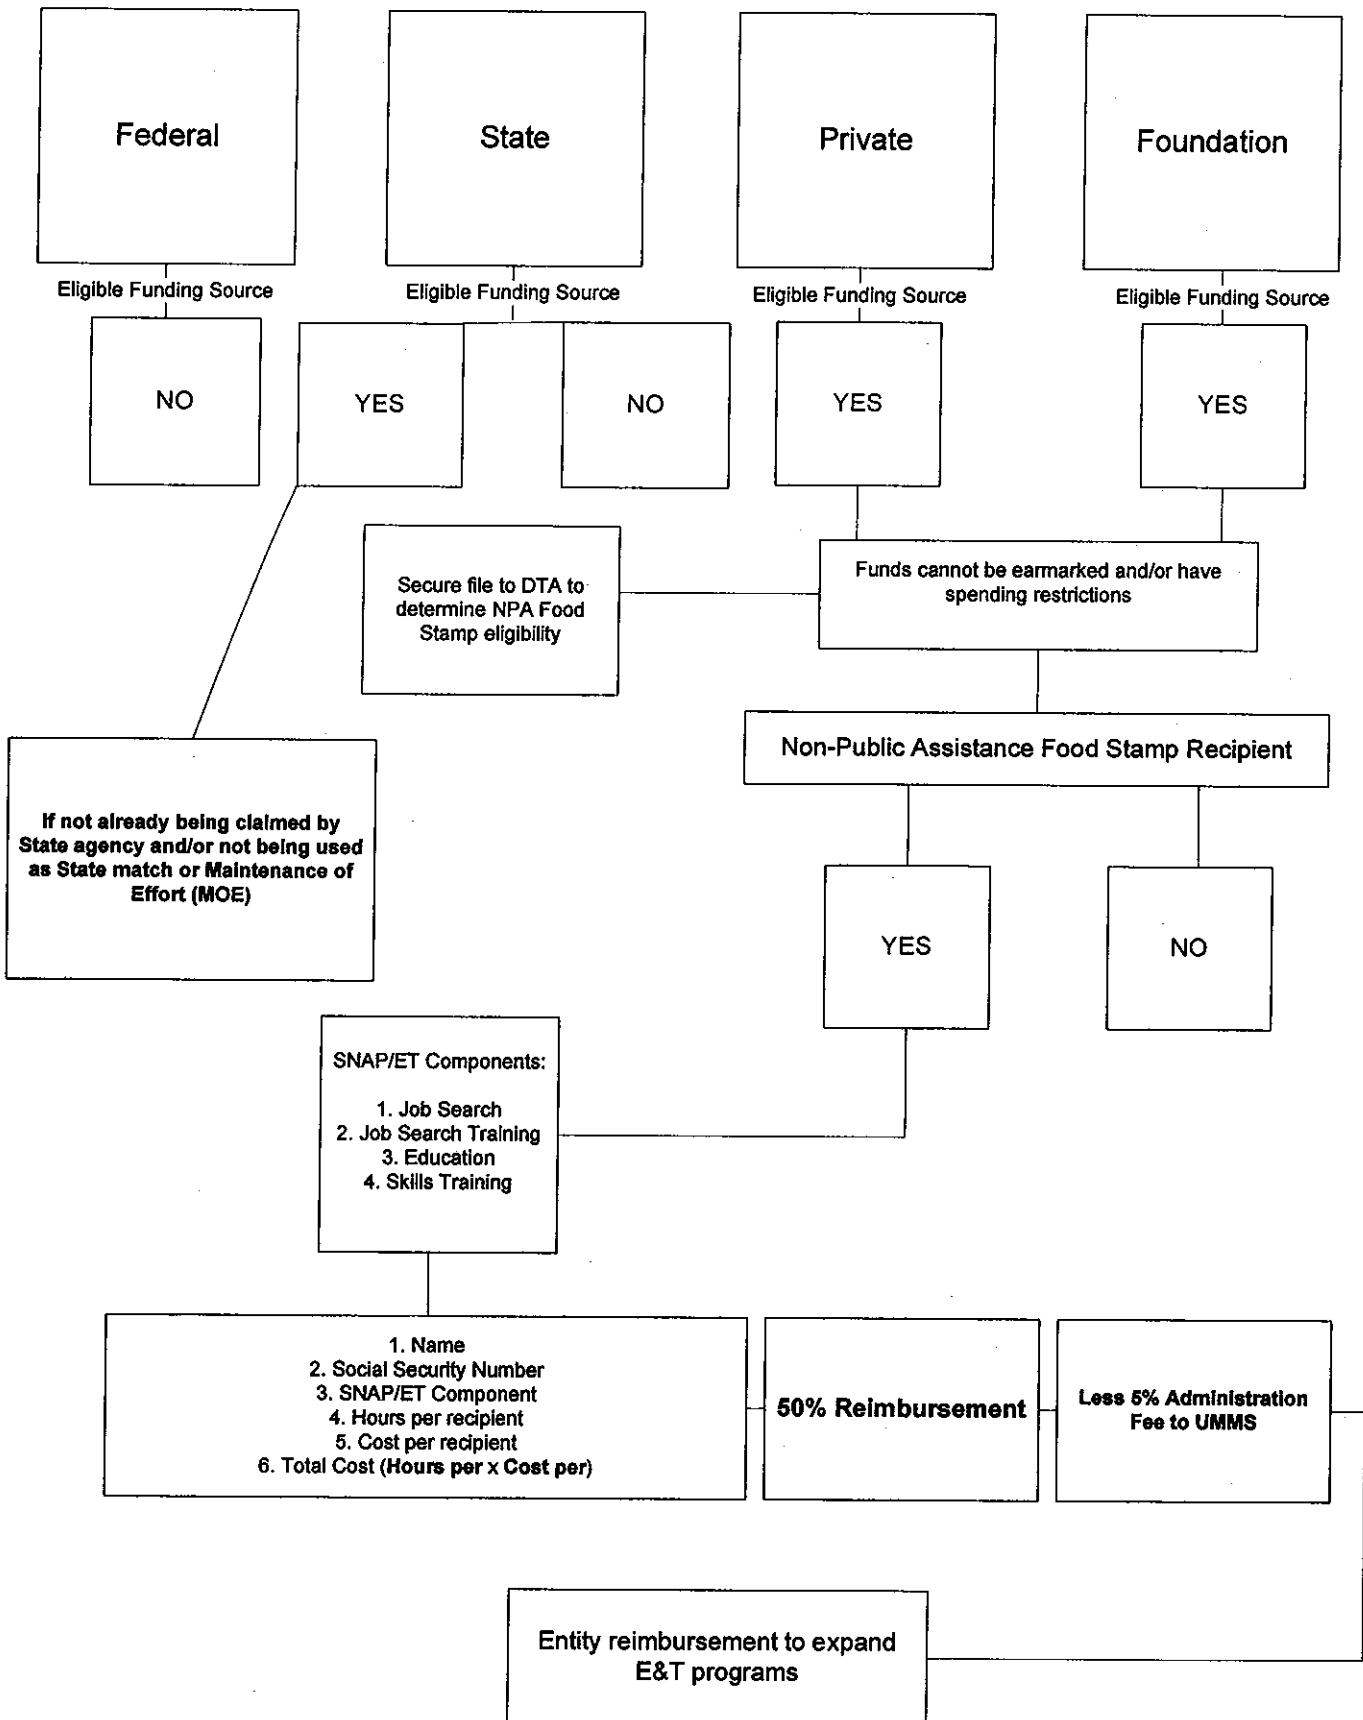 Federal
State
Private
Foundation
Eligible Funding Source
Eligible Funding Source
Eligible Funding Source
Eligible Funding Source
NO
YES
NO
YES
YES
Secure file to DTA to
determine NPA Food
Stamp eligibility
Funds cannot be earmarked and/or have
spending restrictions
Non-Public Assistance Food Stamp Recipient
If not already being claimed by
State agency and/or not being used
as State match or Maintenance of
Effort (MOE)
YES
NO
SNAP/ET Components:
1. Job Search
2. Job Search Training
3. Education
4. Skills Training
1. Name
2. Social Security Number
3. SNAP/ET Component
4. Hours per recipient
5. Cost per recipient
6. Total Cost (Hours per x Cost per)
50% Reimbursement
Less 5% Administration
Fee to UMMS
Entity reimbursement to expand
E&T programs